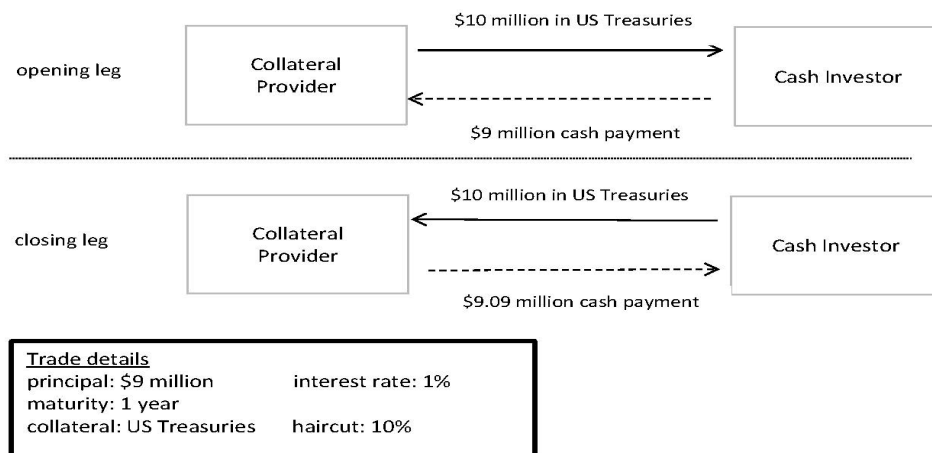 $10 million in US Treasuries
opening leg
Collateral
Provider
Cash Investor
$9 million cash payment
$10 million in US Treasuries
closing leg
Collateral
Provider
Cash Investor
$9.09 million cash payment
Trade details
principal: $9 million interest rate: 1%
maturity: 1 year
collateral: US Treasuries haircut: 10%